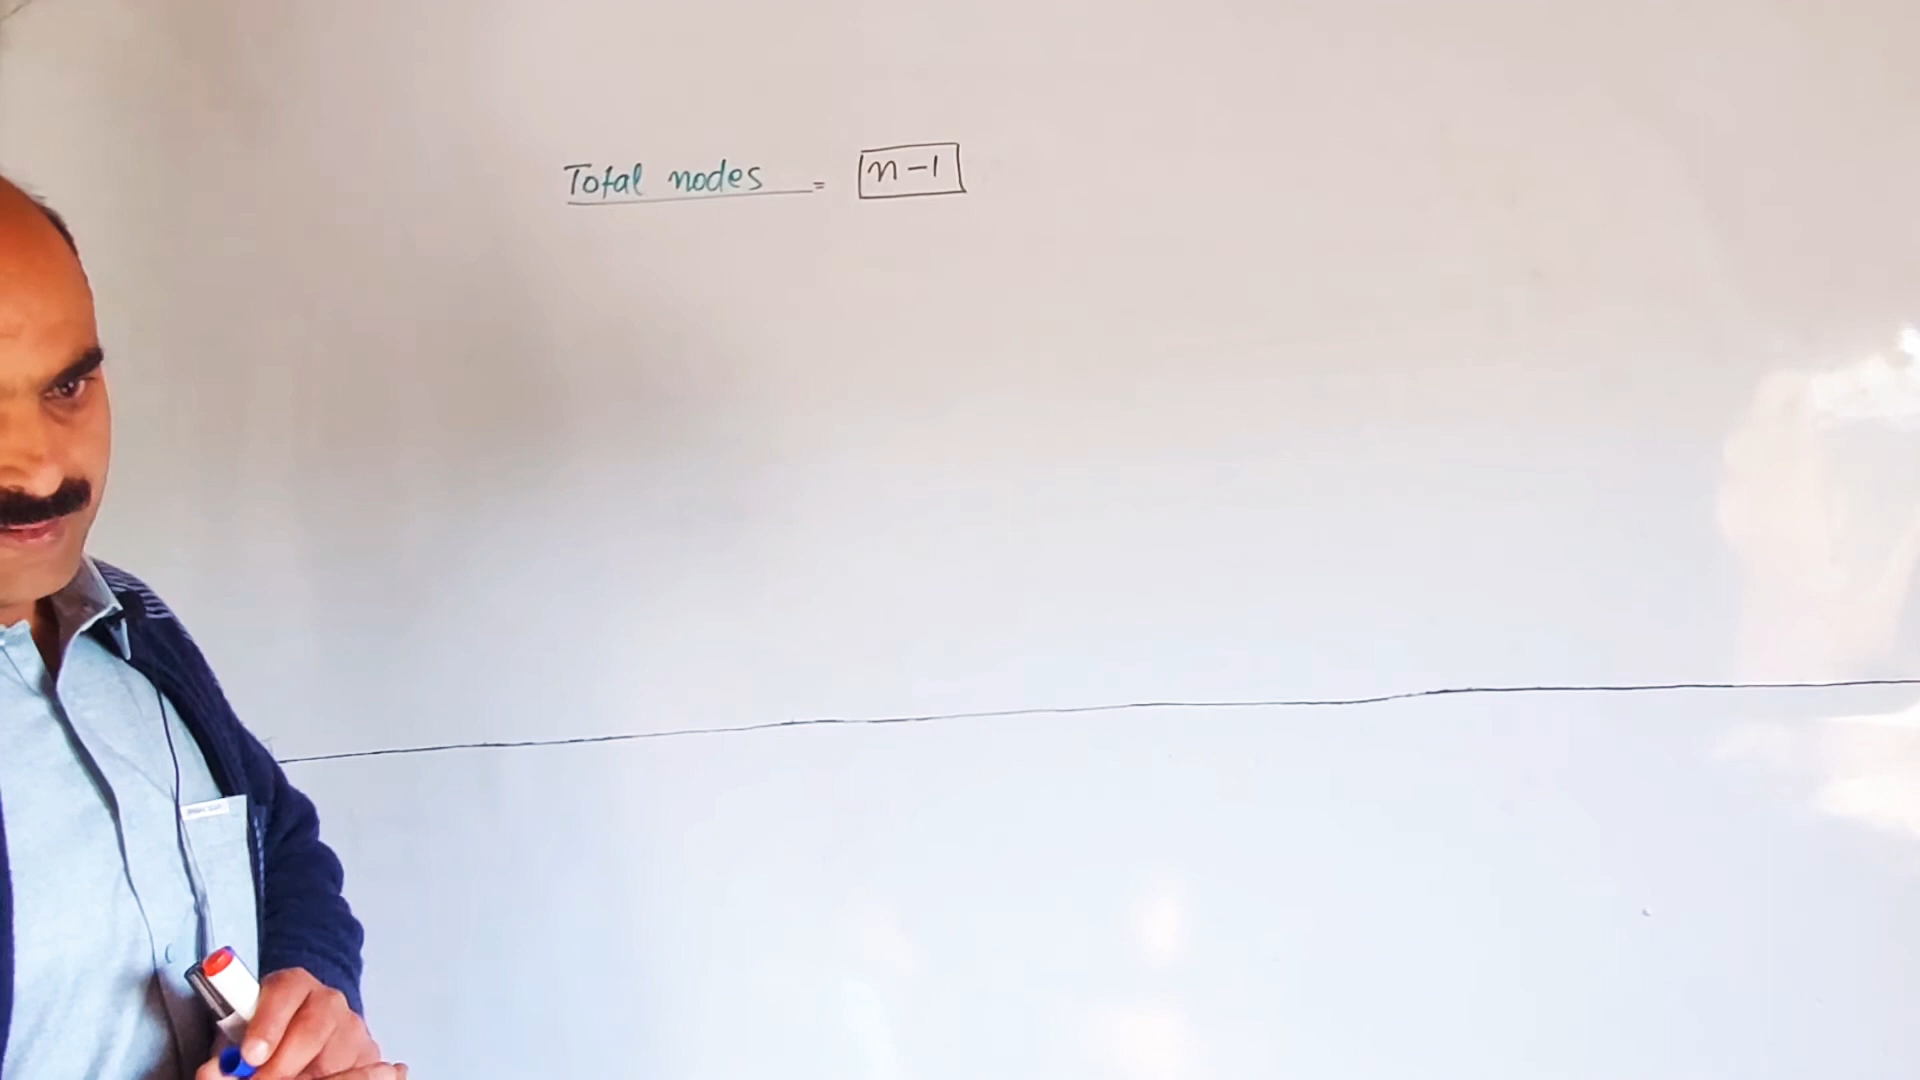 Total nodes = n-1